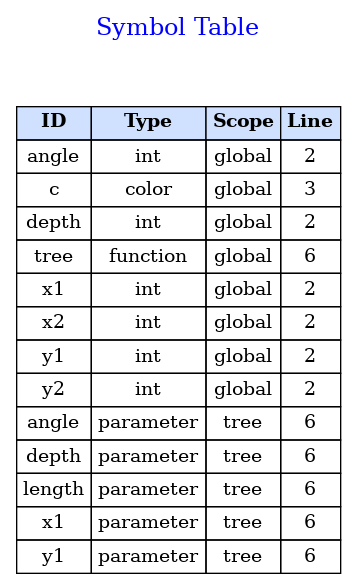 Symbol Table
ID Type Scope Line
angle int global 2
c color global 3
depth int global 2
tree function global 6
x1 int global 2
x2 int global 2
y1 int global 2
y2 int global 2
angle parameter tree 6
depth parameter tree 6
length parameter tree 6
x1 parameter tree 6
y1 parameter tree 6